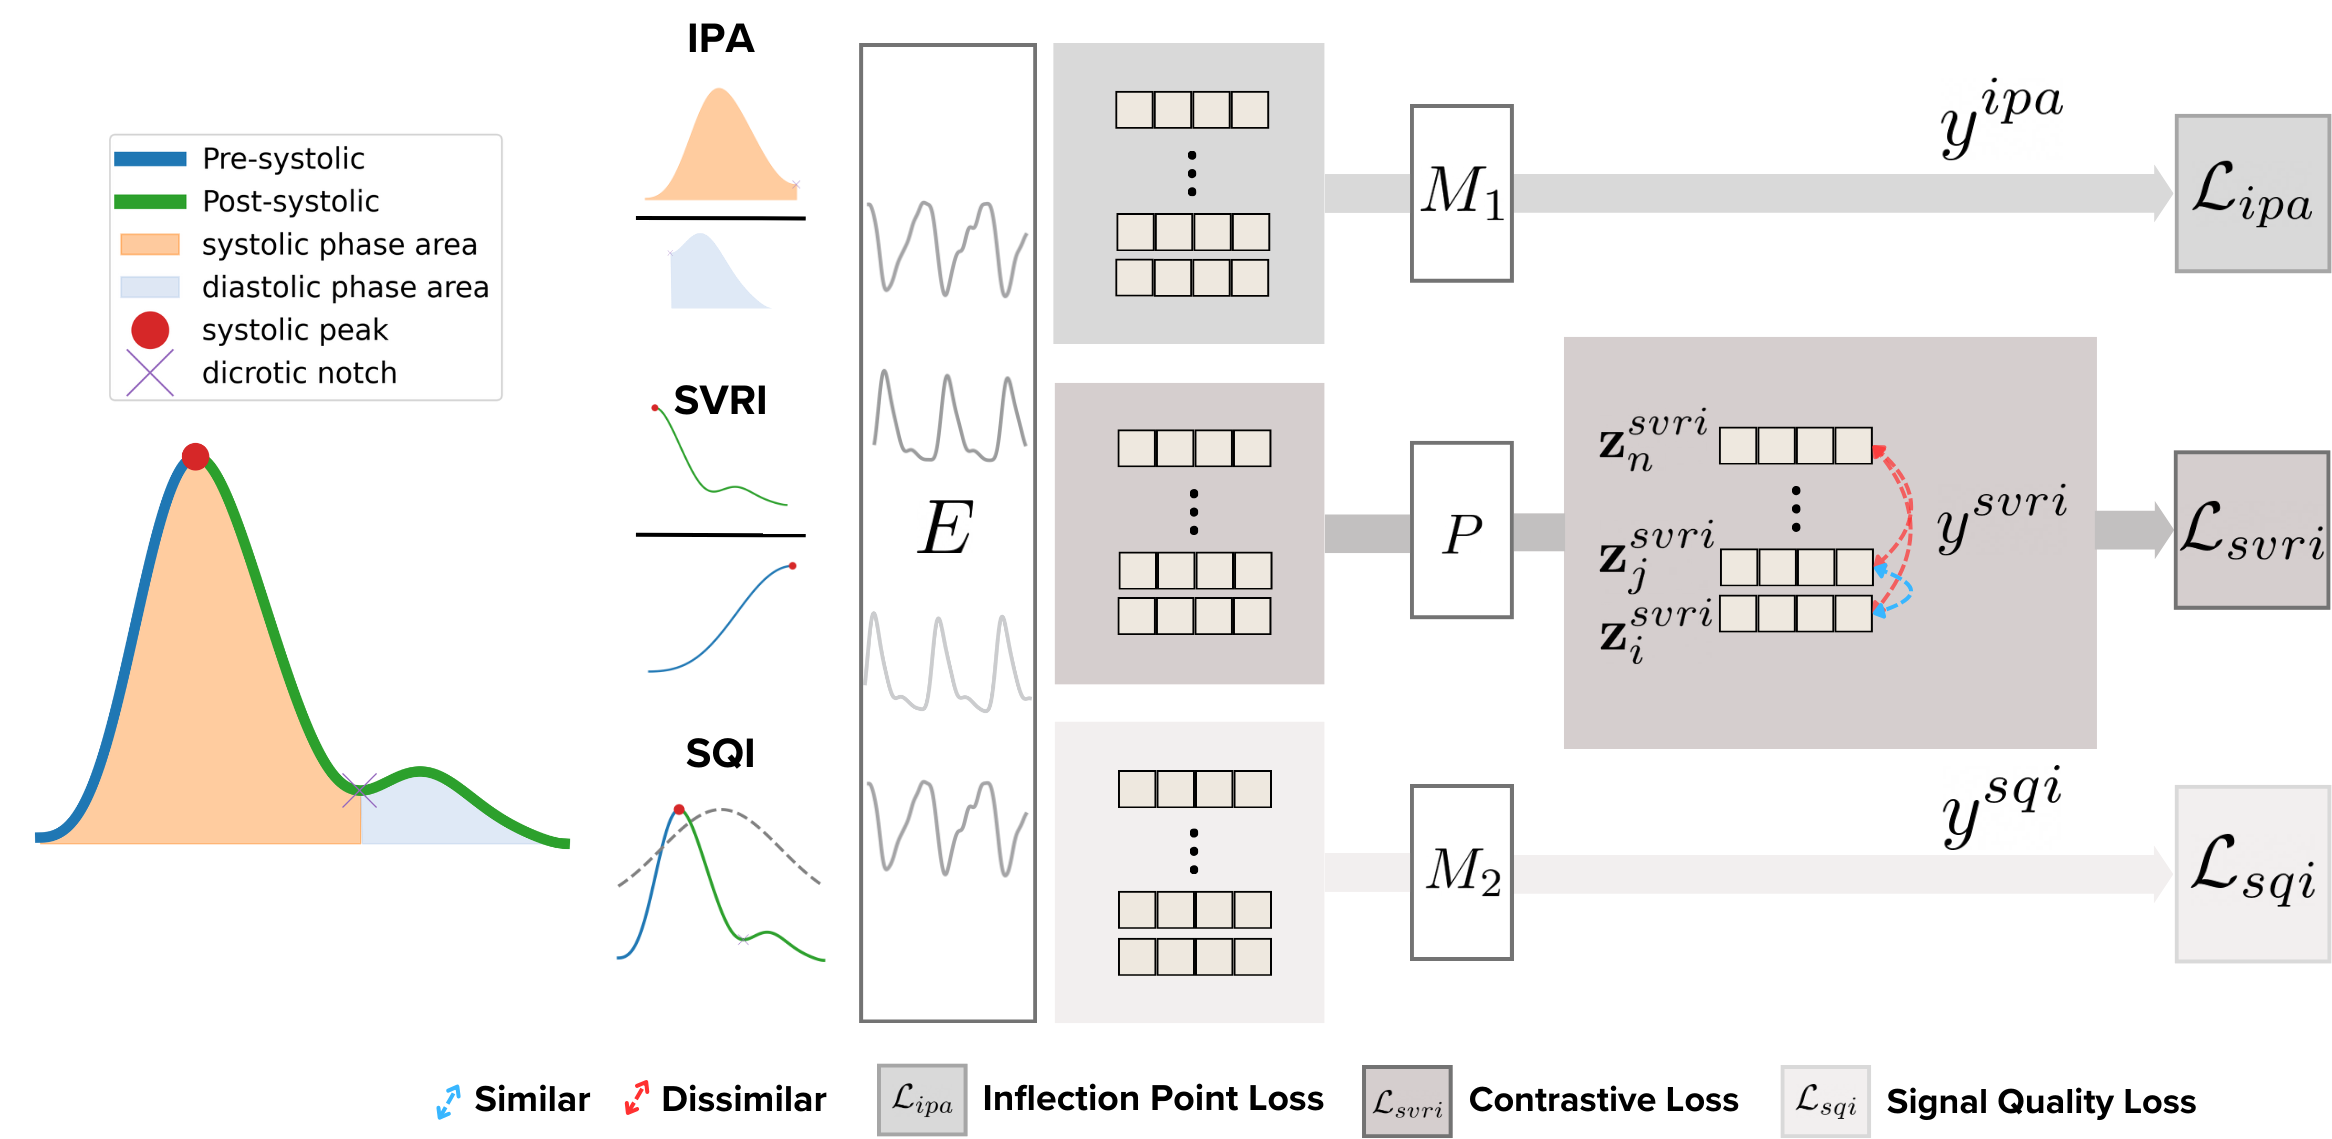 Pre-systolic
Post-systolic
systolic phase area
diastolic phase area
systolic peak
dicrotic notch
IPA
SVRI
SQI
E
M_1
y^{ipa}
\mathcal{L}_{ipa}
P
\mathbf{z}_n^{svri}
\mathbf{z}_j^{svri}
\mathbf{z}_i^{svri}
y^{svri}
\mathcal{L}_{svri}
M_2
y^{sqi}
\mathcal{L}_{sqi}
Similar Dissimilar \mathcal{L}_{ipa} Inflection Point Loss \mathcal{L}_{svri} Contrastive Loss \mathcal{L}_{sqi} Signal Quality Loss